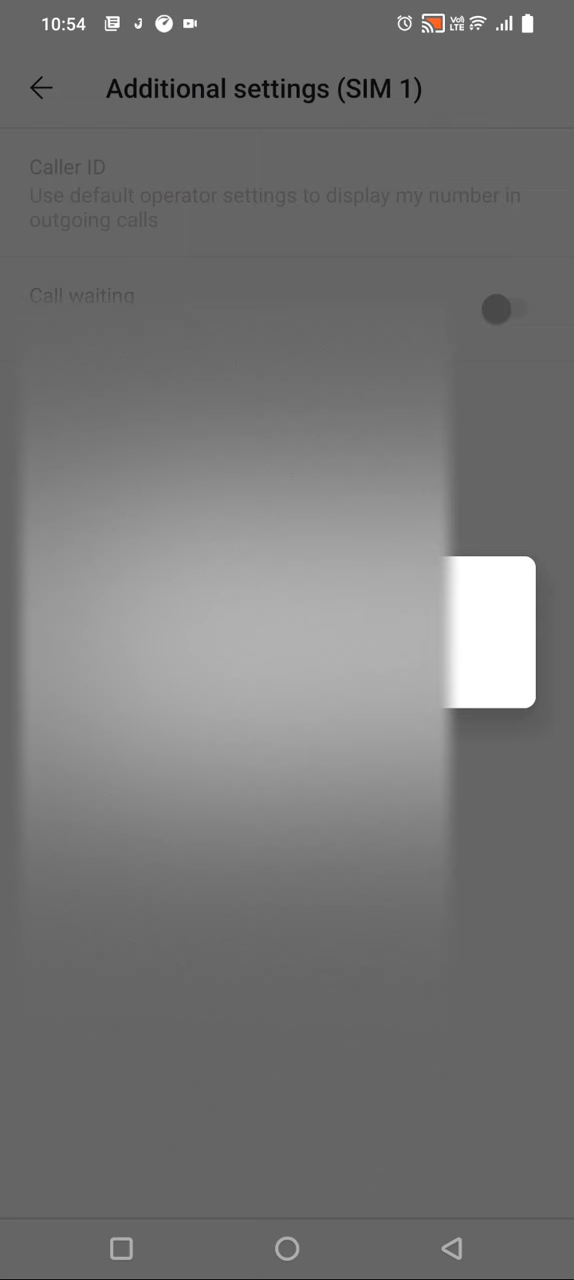 10:54
VoLTE
Additional settings (SIM 1)
Caller ID
Use default operator settings to display my number in
outgoing calls
Call waiting